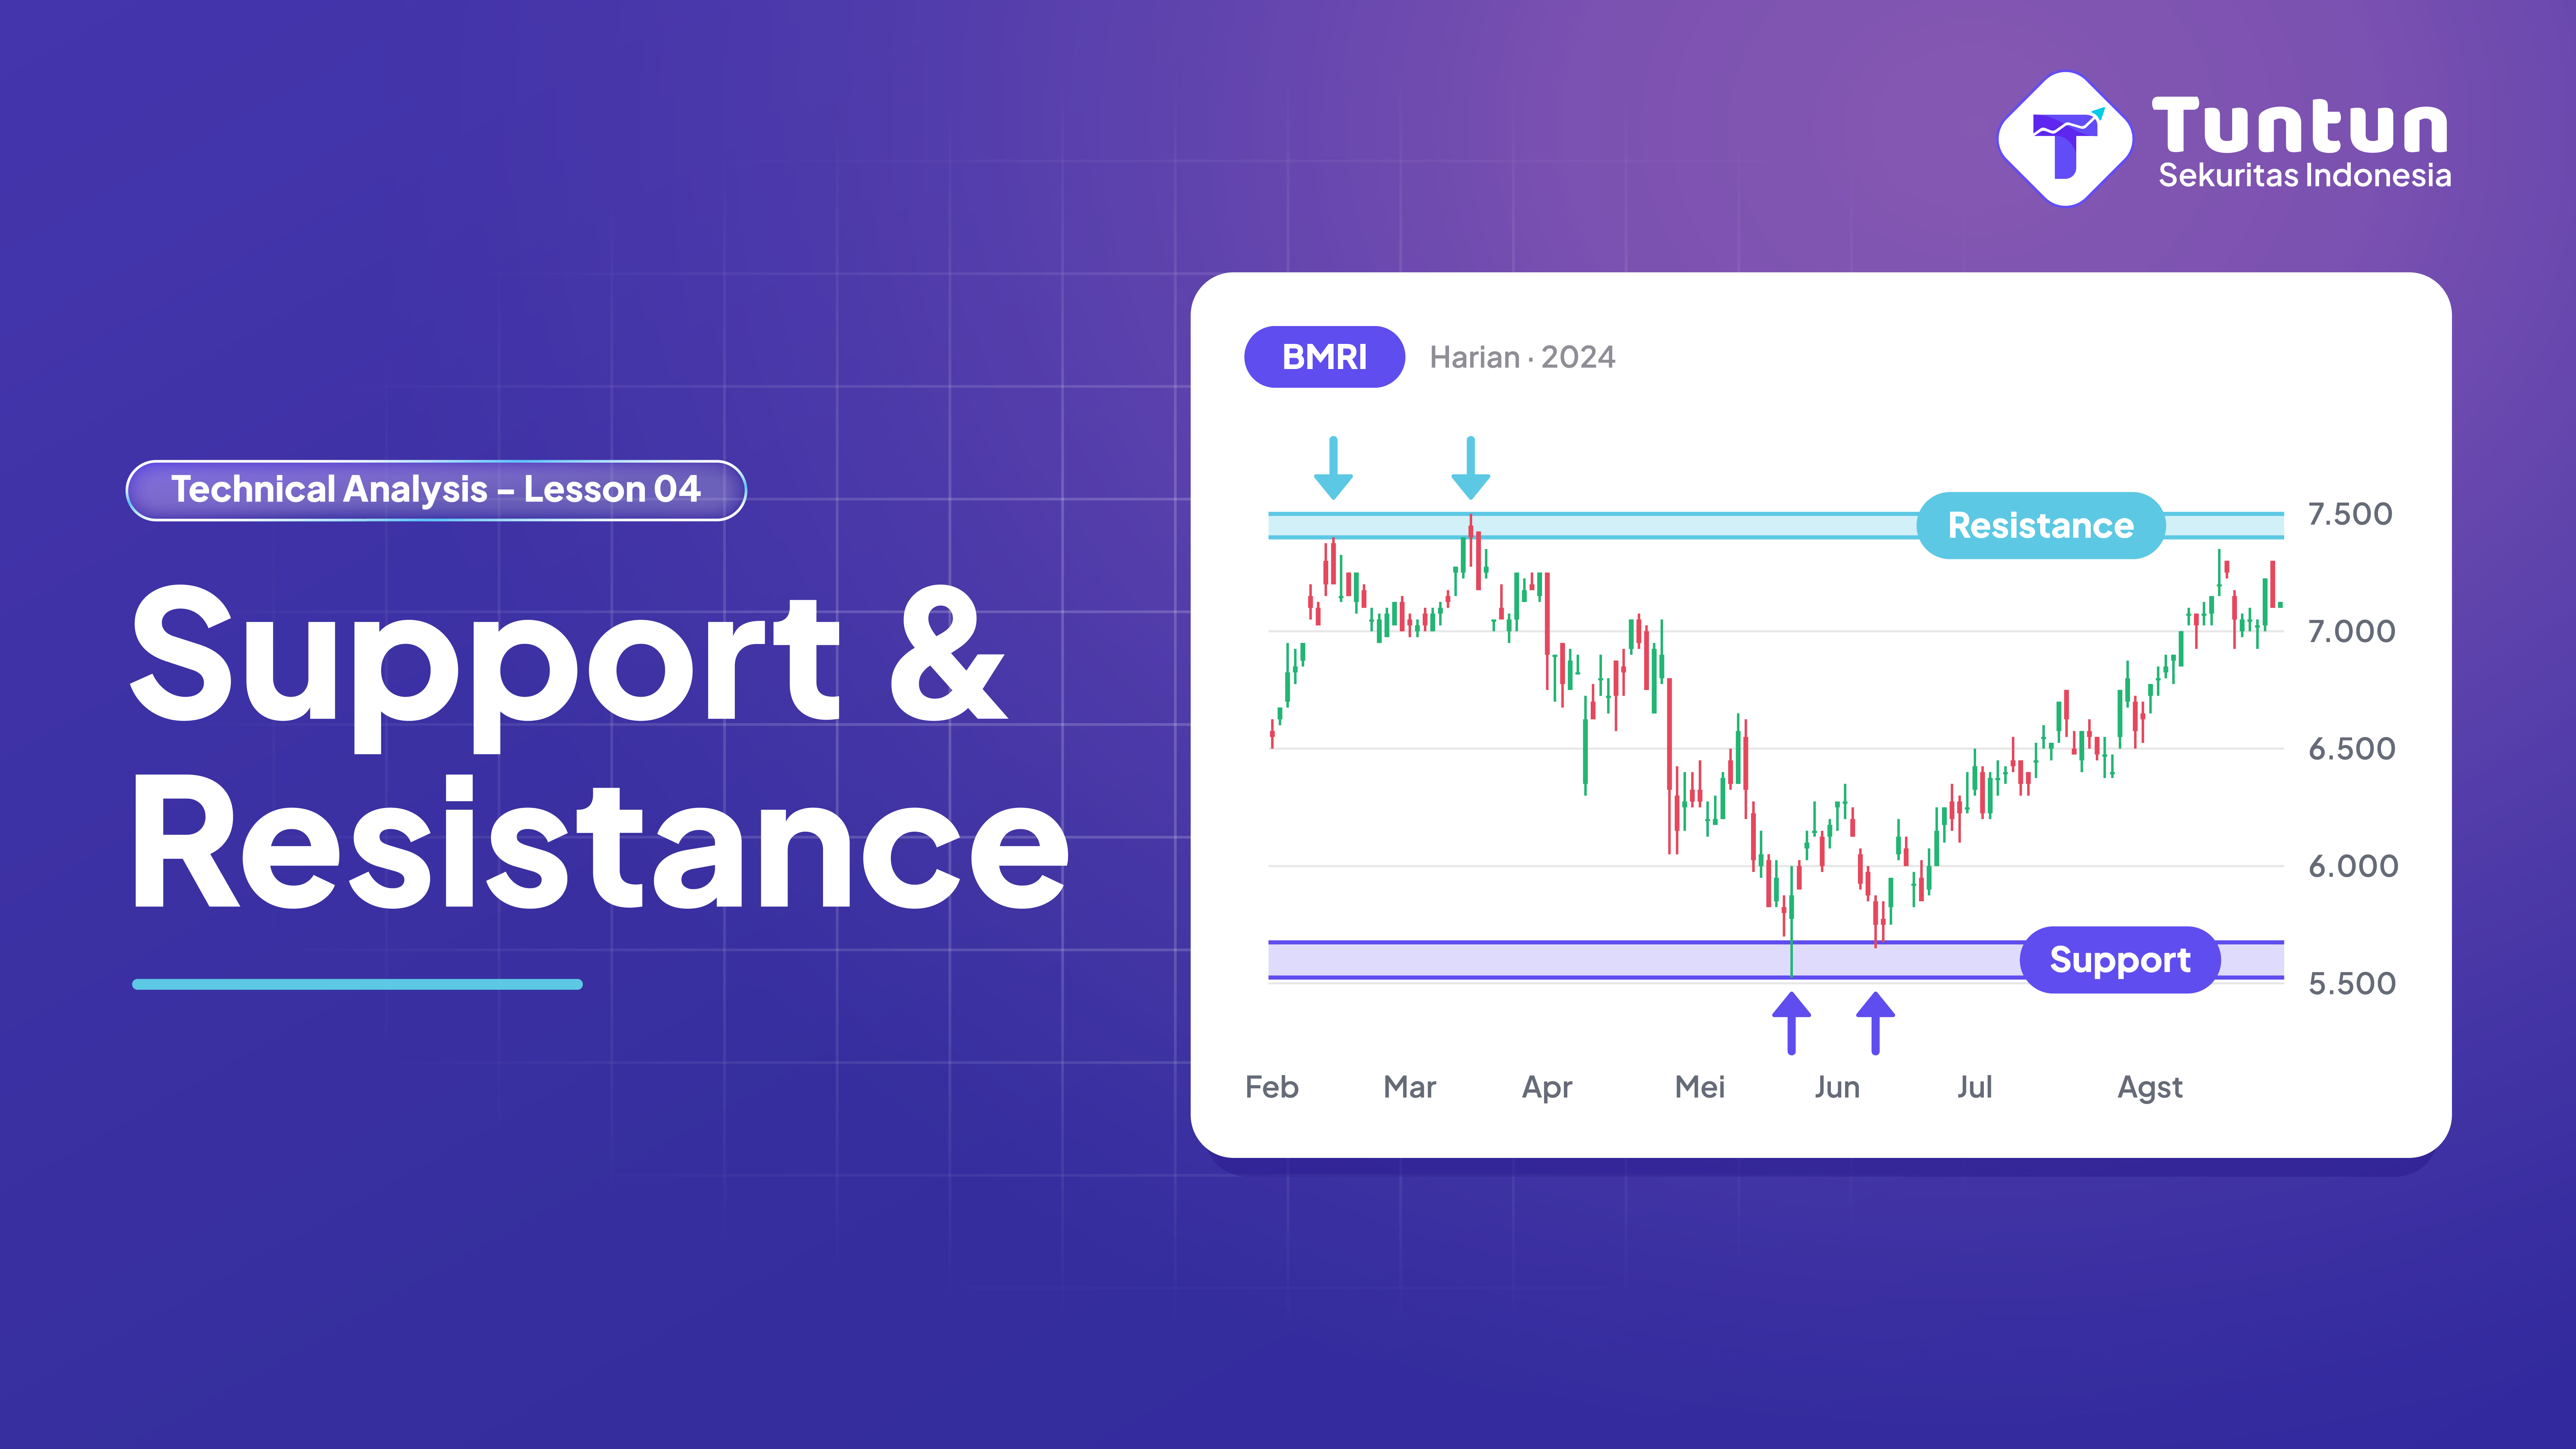 Tuntun
Sekuritas Indonesia
Technical Analysis – Lesson 04
Support &
Resistance
BMRI
Harian · 2024
Resistance
7.500
7.000
6.500
6.000
Support
5.500
Feb Mar Apr Mei Jun Jul Agst